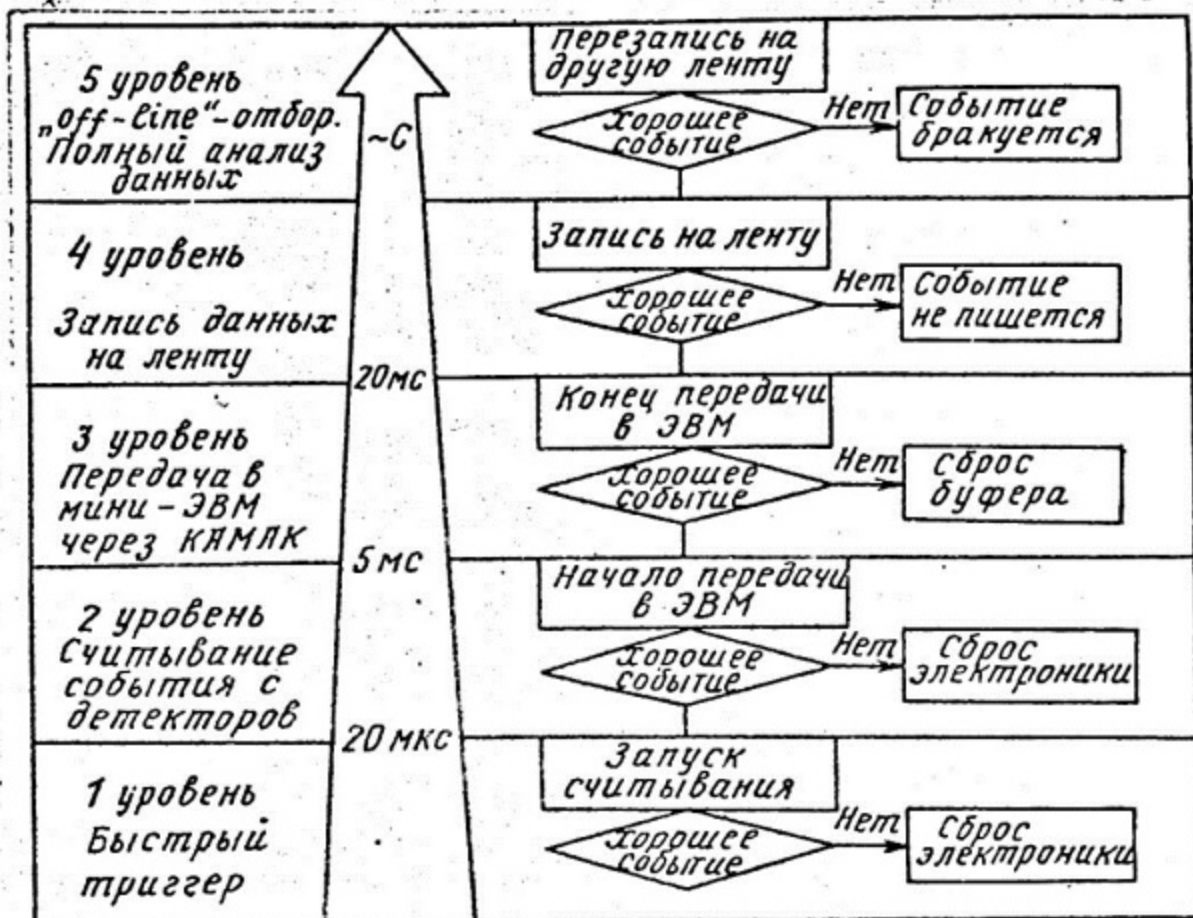 5 уровень
„off-line“-отбор.
Полный анализ
данных
~с
Перезапись на
другую ленту
Хорошее
событие
Нет
Событие
бракуется
4 уровень
Запись данных
на ленту
20мс
Запись на ленту
Хорошее
событие
Нет
Событие
не пишется
3 уровень
Передача в
мини-ЭВМ
через КАМАК
5 мс
Конец передачи
в ЭВМ
Хорошее
событие
Нет
Сброс
буфера
2 уровень
Считывание
события с
детекторов
20 мкс
Начало передачи
в ЭВМ
Хорошее
событие
Нет
Сброс
электроники
1 уровень
Быстрый
триггер
Запуск
считывания
Хорошее
событие
Нет
Сброс
электроники